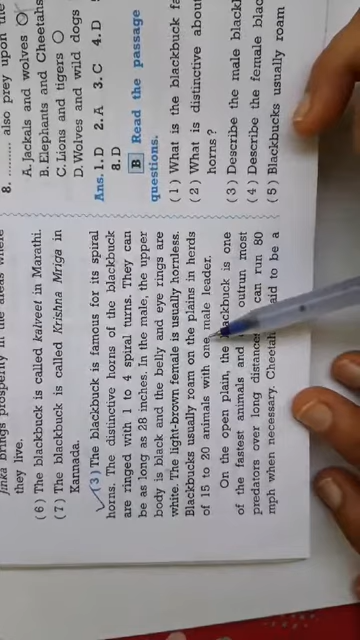 jinka brings prosperity in the areas where
they live.
(6) The blackbuck is called kalveet in Marathi.
(7) The blackbuck is called Krishna Mriga in
Kannada.
(3) The blackbuck is famous for its spiral
horns. The distinctive horns of the blackbuck
are ringed with 1 to 4 spiral turns. They can
be as long as 28 inches. In the male, the upper
body is black and the belly and eye rings are
white. The light-brown female is usually hornless.
Blackbucks usually roam on the plains in herds
of 15 to 20 animals with one male leader.
On the open plain, the blackbuck is one
of the fastest animals and outrun most
predators over long distances can run 80
mph when necessary. Cheetah said to be a
8. ......... also prey upon the
A. Jackals and wolves
B. Elephants and Cheetahs
C. Lions and tigers
D. Wolves and wild dogs
Ans. 1. D 2. A 3. C 4. D
8. D
B Read the passage
questions.
(1) What is the blackbuck
(2) What is distinctive about
horns?
(3) Describe the male
(4) Describe the female
(5) Blackbucks usually roam